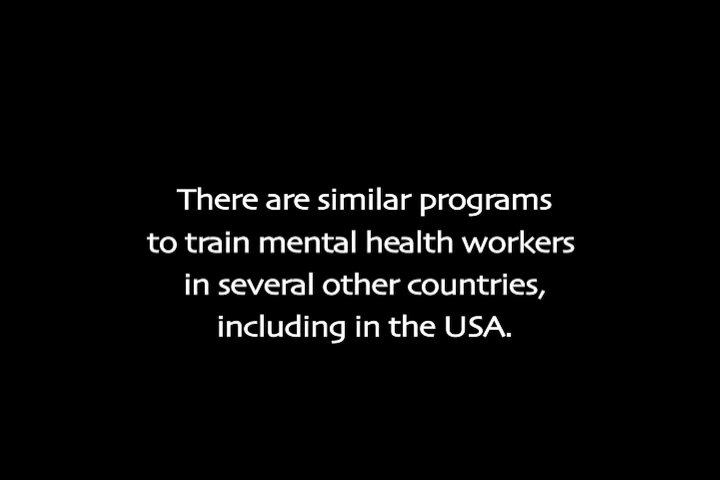 There are similar programs
to train mental health workers
in several other countries,
including in the USA.